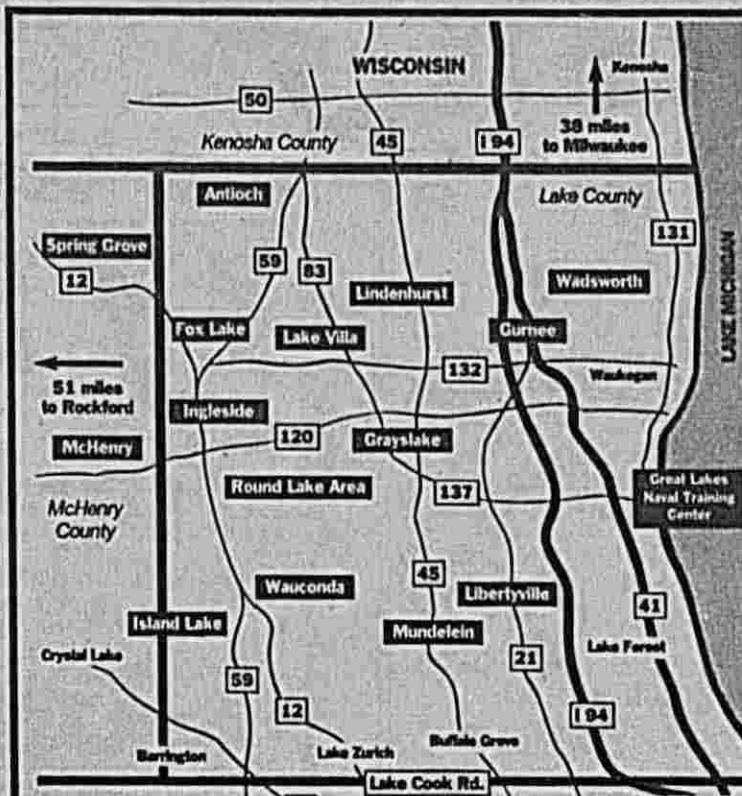 WISCONSIN
Kenosha
50
Kenosha County
45
I 94
38 miles
to Milwaukee
Antioch
Lake County
131
Spring Grove
12
59
83
Lindenhurst
Wadsworth
LAKE MICHIGAN
Fox Lake
Lake Villa
Gurnee
51 miles
to Rockford
132
Waukegan
Ingleside
McHenry
120
Grayslake
Round Lake Area
137
Great Lakes
Naval Training
Center
McHenry
County
Wauconda
45
Libertyville
41
Island Lake
Mundelein
Crystal Lake
59
21
Lake Forest
12
I 94
Barrington
Lake Zurich
Buffalo Grove
Lake Cook Rd.